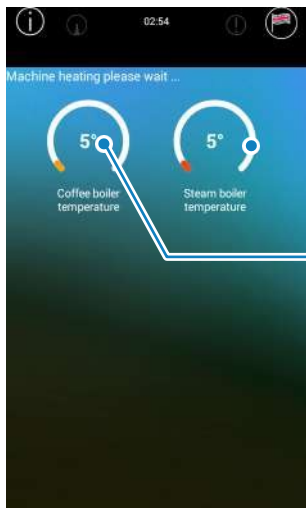 i
02:54
Machine heating please wait ...
5°
5°
Coffee boiler
temperature
Steam boiler
temperature